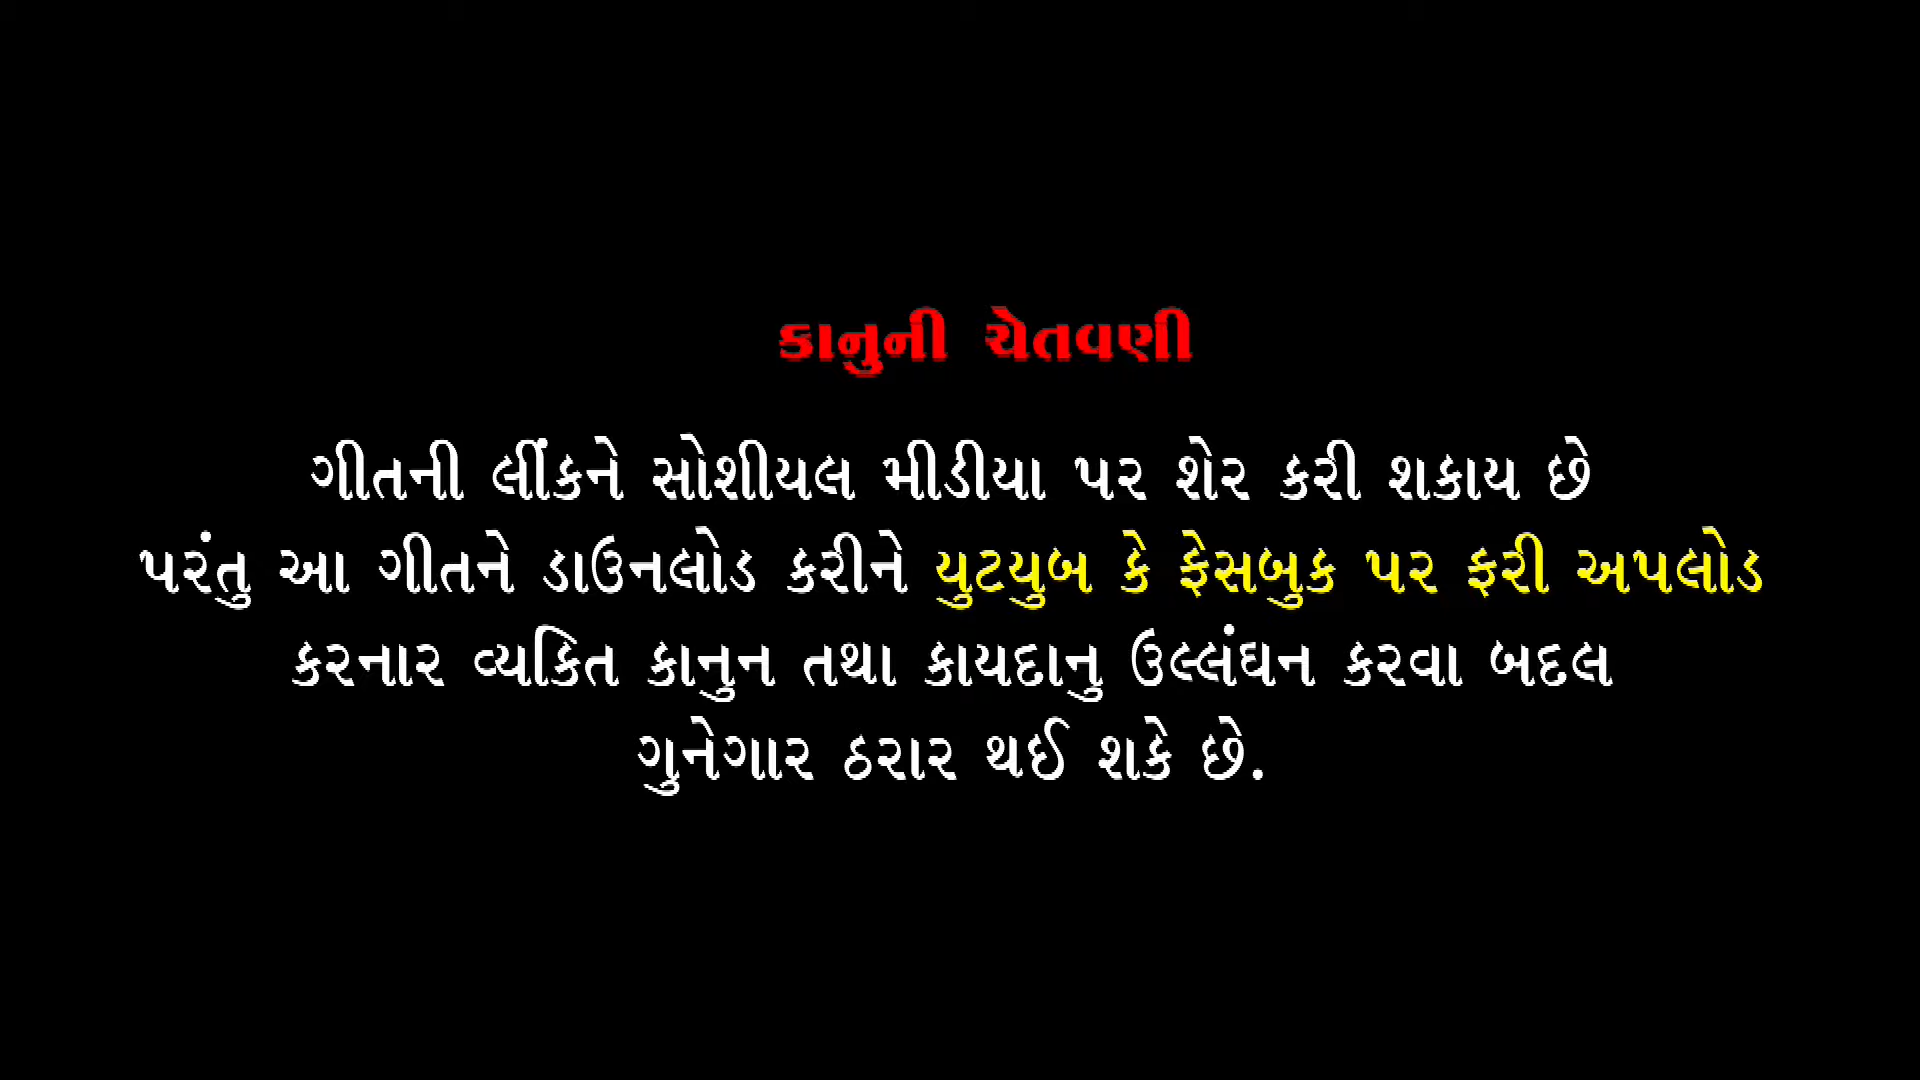 કાનુની ચેતવણી
ગીતની લીંકને સોશીયલ મીડીયા પર શેર કરી શકાય છે
પરંતુ આ ગીતને ડાઉનલોડ કરીને યુટયુબ કે ફેસબુક પર ફરી અપલોડ
કરનાર વ્યકિત કાનુન તથા કાયદાનુ ઉલ્લંઘન કરવા બદલ
ગુનેગાર ઠરાર થઈ શકે છે.